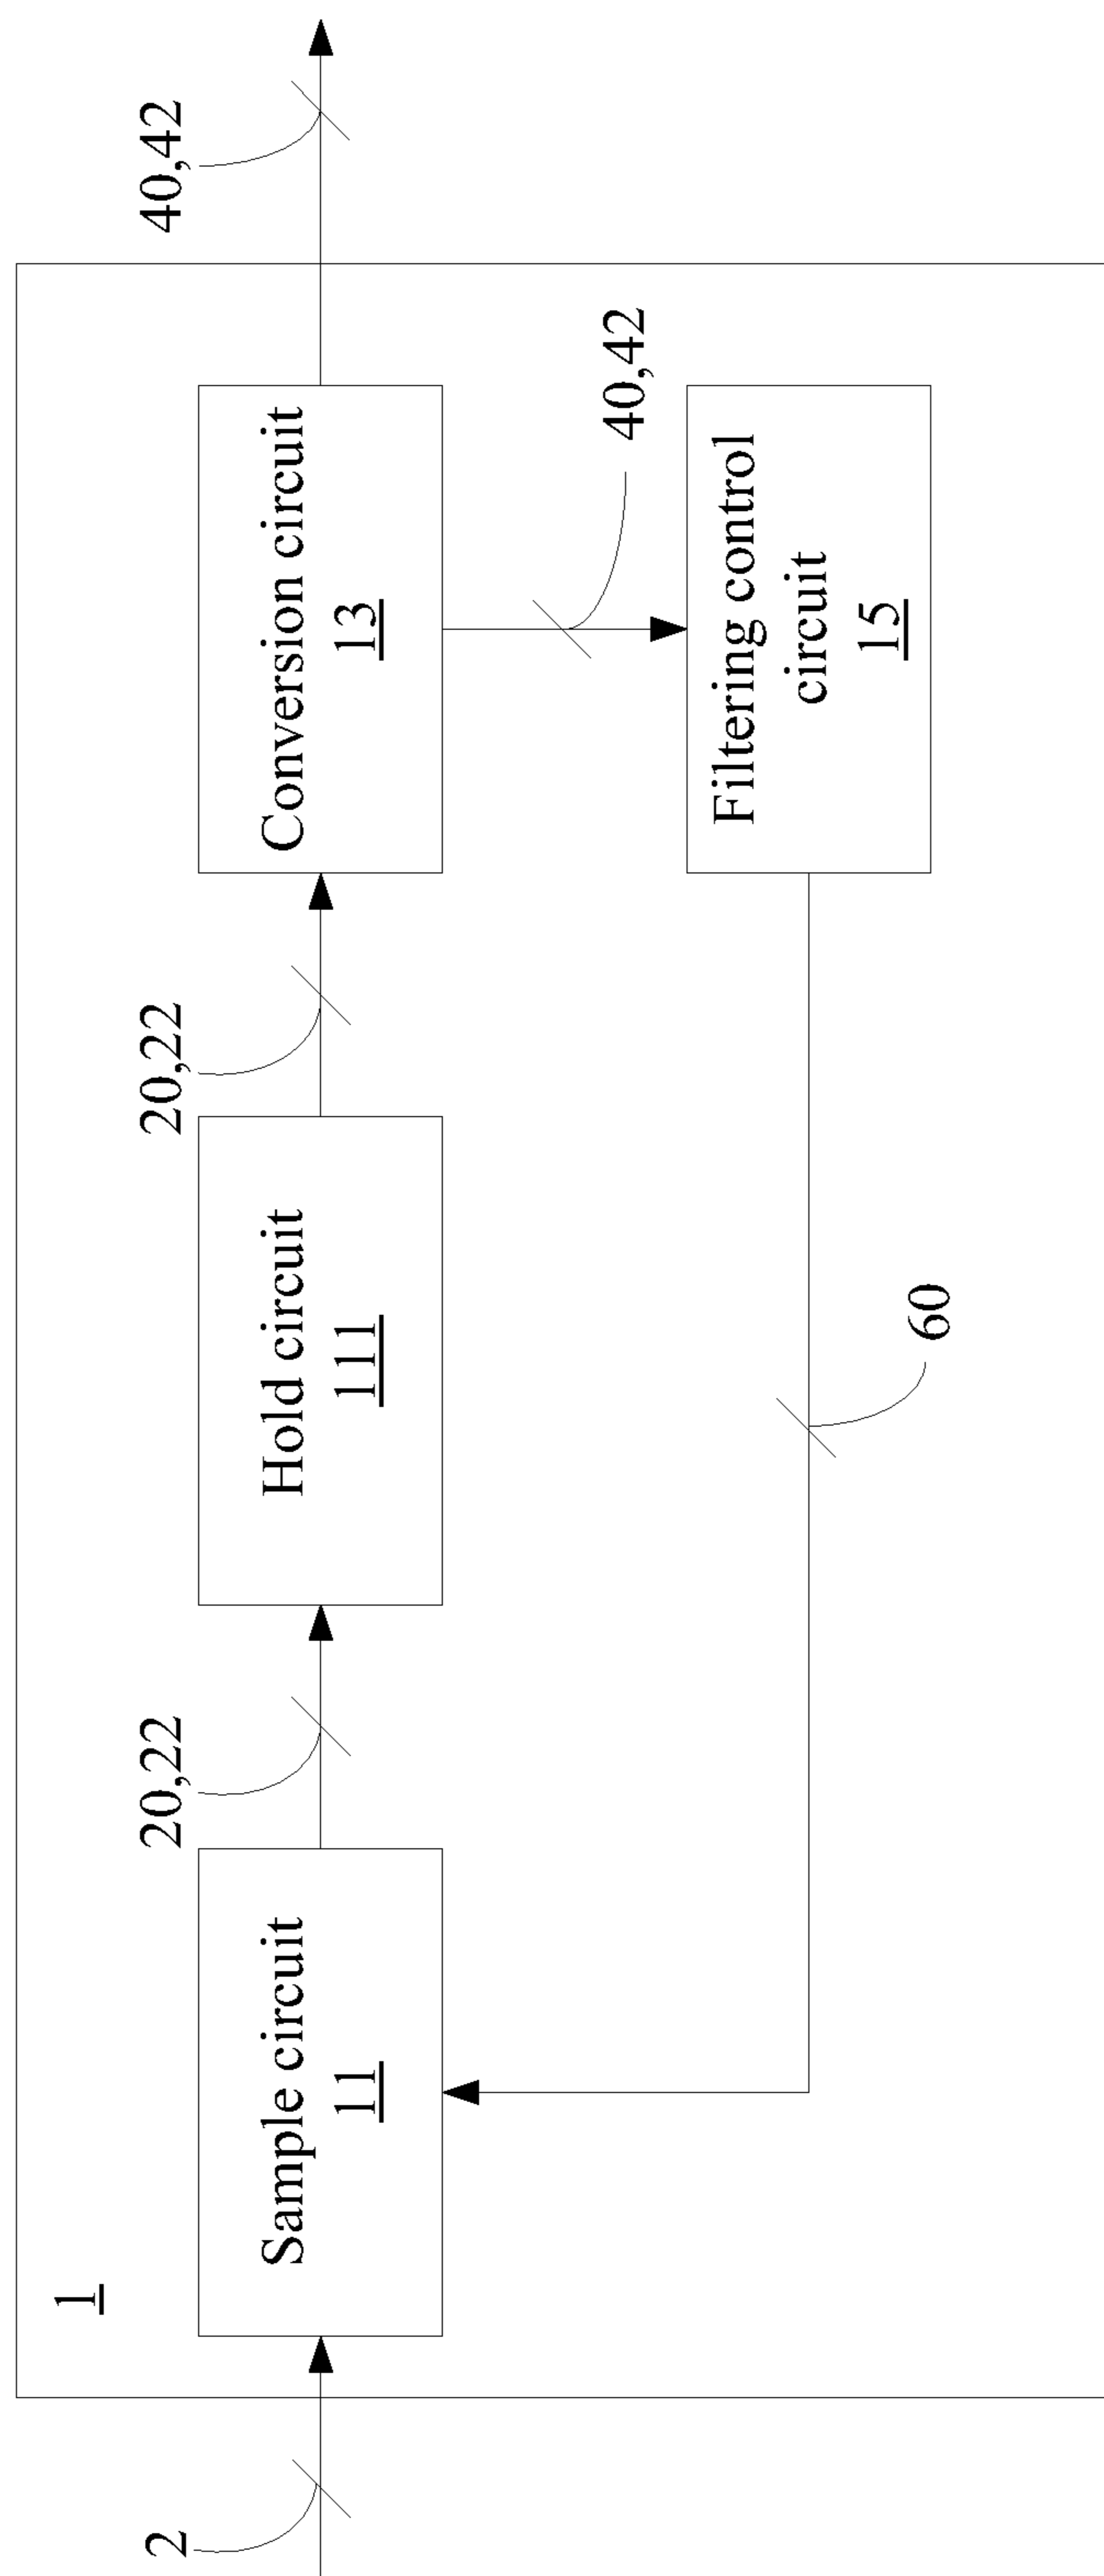 1
2
Sample circuit
11
20,22
Hold circuit
111
20,22
Conversion circuit
13
40,42
40,42
Filtering control
circuit
15
60